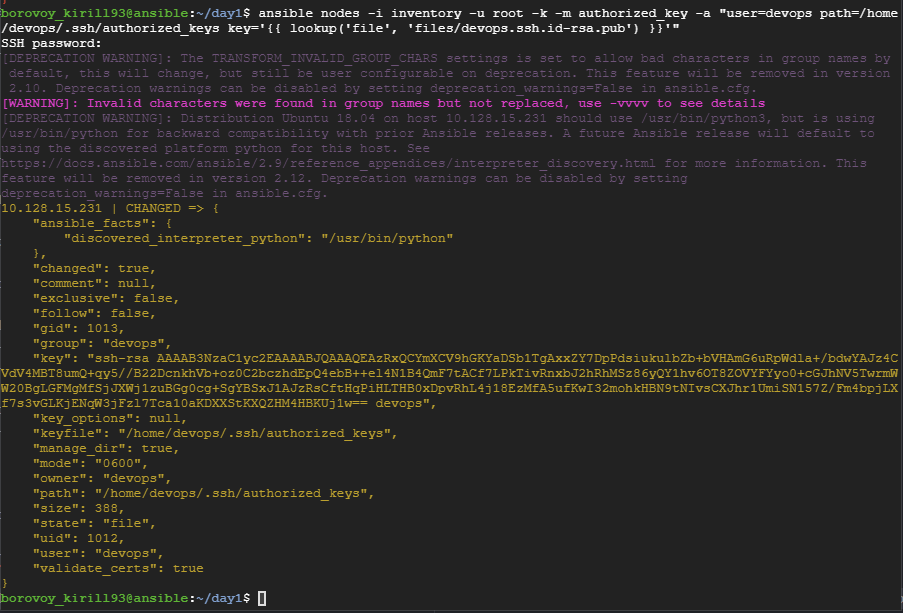 borovoy_kirill93@ansible:~/day1$ ansible nodes -i inventory -u root -k -m authorized_key -a "user=devops path=/home
/devops/.ssh/authorized_keys key='{{ lookup('file', 'files/devops.ssh.id-rsa.pub') }}'"
SSH password:
[DEPRECATION WARNING]: The TRANSFORM_INVALID_GROUP_CHARS settings is set to allow bad characters in group names by
 default, this will change, but still be user configurable on deprecation. This feature will be removed in version
 2.10. Deprecation warnings can be disabled by setting deprecation_warnings=False in ansible.cfg.
[WARNING]: Invalid characters were found in group names but not replaced, use -vvvv to see details
[DEPRECATION WARNING]: Distribution Ubuntu 18.04 on host 10.128.15.231 should use /usr/bin/python3, but is using
/usr/bin/python for backward compatibility with prior Ansible releases. A future Ansible release will default to
using the discovered platform python for this host. See
https://docs.ansible.com/ansible/2.9/reference_appendices/interpreter_discovery.html for more information. This
feature will be removed in version 2.12. Deprecation warnings can be disabled by setting
deprecation_warnings=False in ansible.cfg.
10.128.15.231 | CHANGED => {
    "ansible_facts": {
        "discovered_interpreter_python": "/usr/bin/python"
    },
    "changed": true,
    "comment": null,
    "exclusive": false,
    "follow": false,
    "gid": 1013,
    "group": "devops",
    "key": "ssh-rsa AAAAB3NzaC1yc2EAAAABJQAAAQEAzRxQCYmXCV9hGKYaDSb1TgAxxZY7DpPdsiukulbZb+bVHAmG6uRpWdla+/bdwYAJz4C
VdV4MBT8umQ+qy5//B22DcnkhVb+oz0C2bczhdEpQ4ebB++el4N1B4QmF7tACf7LPkTivRnxbJ2hRhMSz86yQY1hv6OT8ZOVYFYyo0+cGJhNV5TwrmW
W20BgLGFMgMfSjJXWj1zuBGg0cg+SgYBSxJ1AJzRsCftHqPiHLTHB0xDpvRhL4j18EzMfA5ufKwI32mohkHBN9tNIvsCXJhr1UmiSN157Z/Fm4bpjLX
f7s3vGLKjENqW3jFzl7Tca10aKDXXStKXQZHM4HBKUj1w== devops",
    "key_options": null,
    "keyfile": "/home/devops/.ssh/authorized_keys",
    "manage_dir": true,
    "mode": "0600",
    "owner": "devops",
    "path": "/home/devops/.ssh/authorized_keys",
    "size": 388,
    "state": "file",
    "uid": 1012,
    "user": "devops",
    "validate_certs": true
}
borovoy_kirill93@ansible:~/day1$